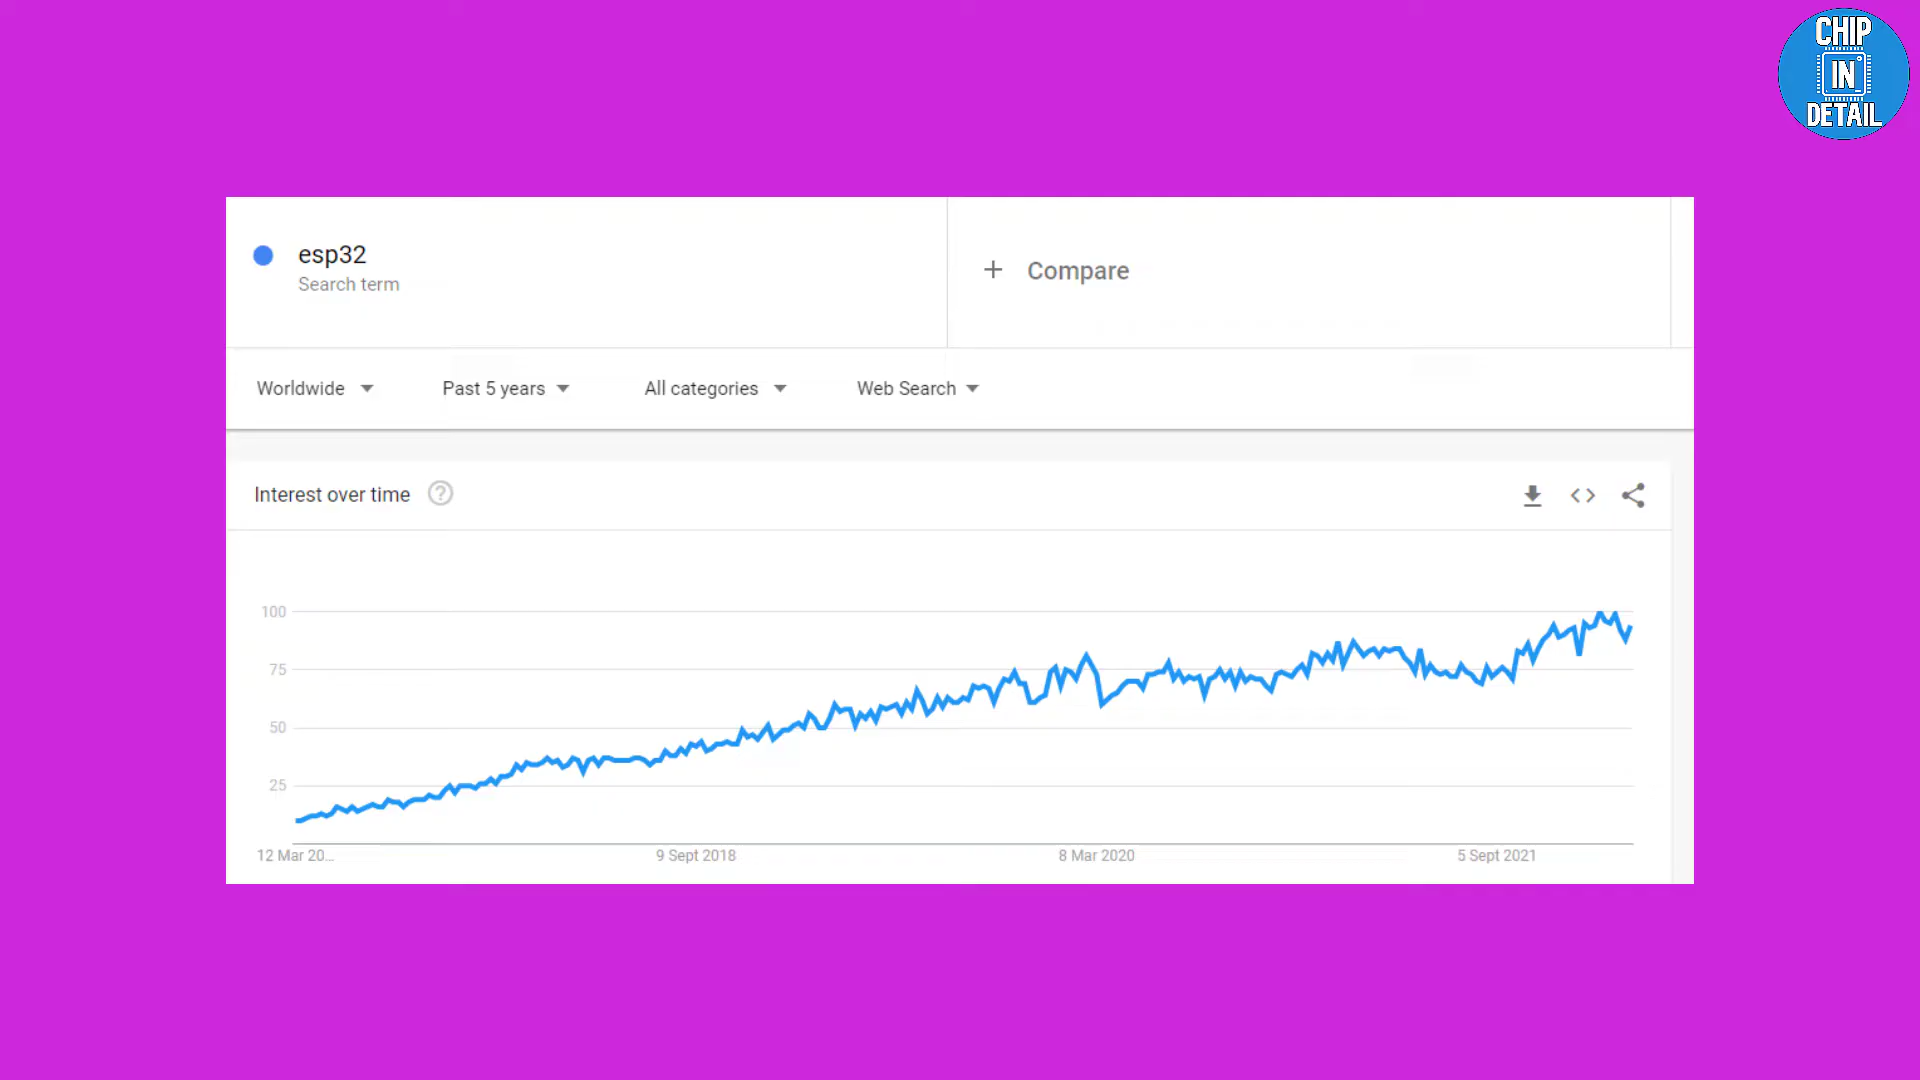 CHIP
IN
DETAIL
esp32
Search term
+ Compare
Worldwide Past 5 years All categories Web Search
Interest over time ?
100
75
50
25
12 Mar 20... 9 Sept 2018 8 Mar 2020 5 Sept 2021